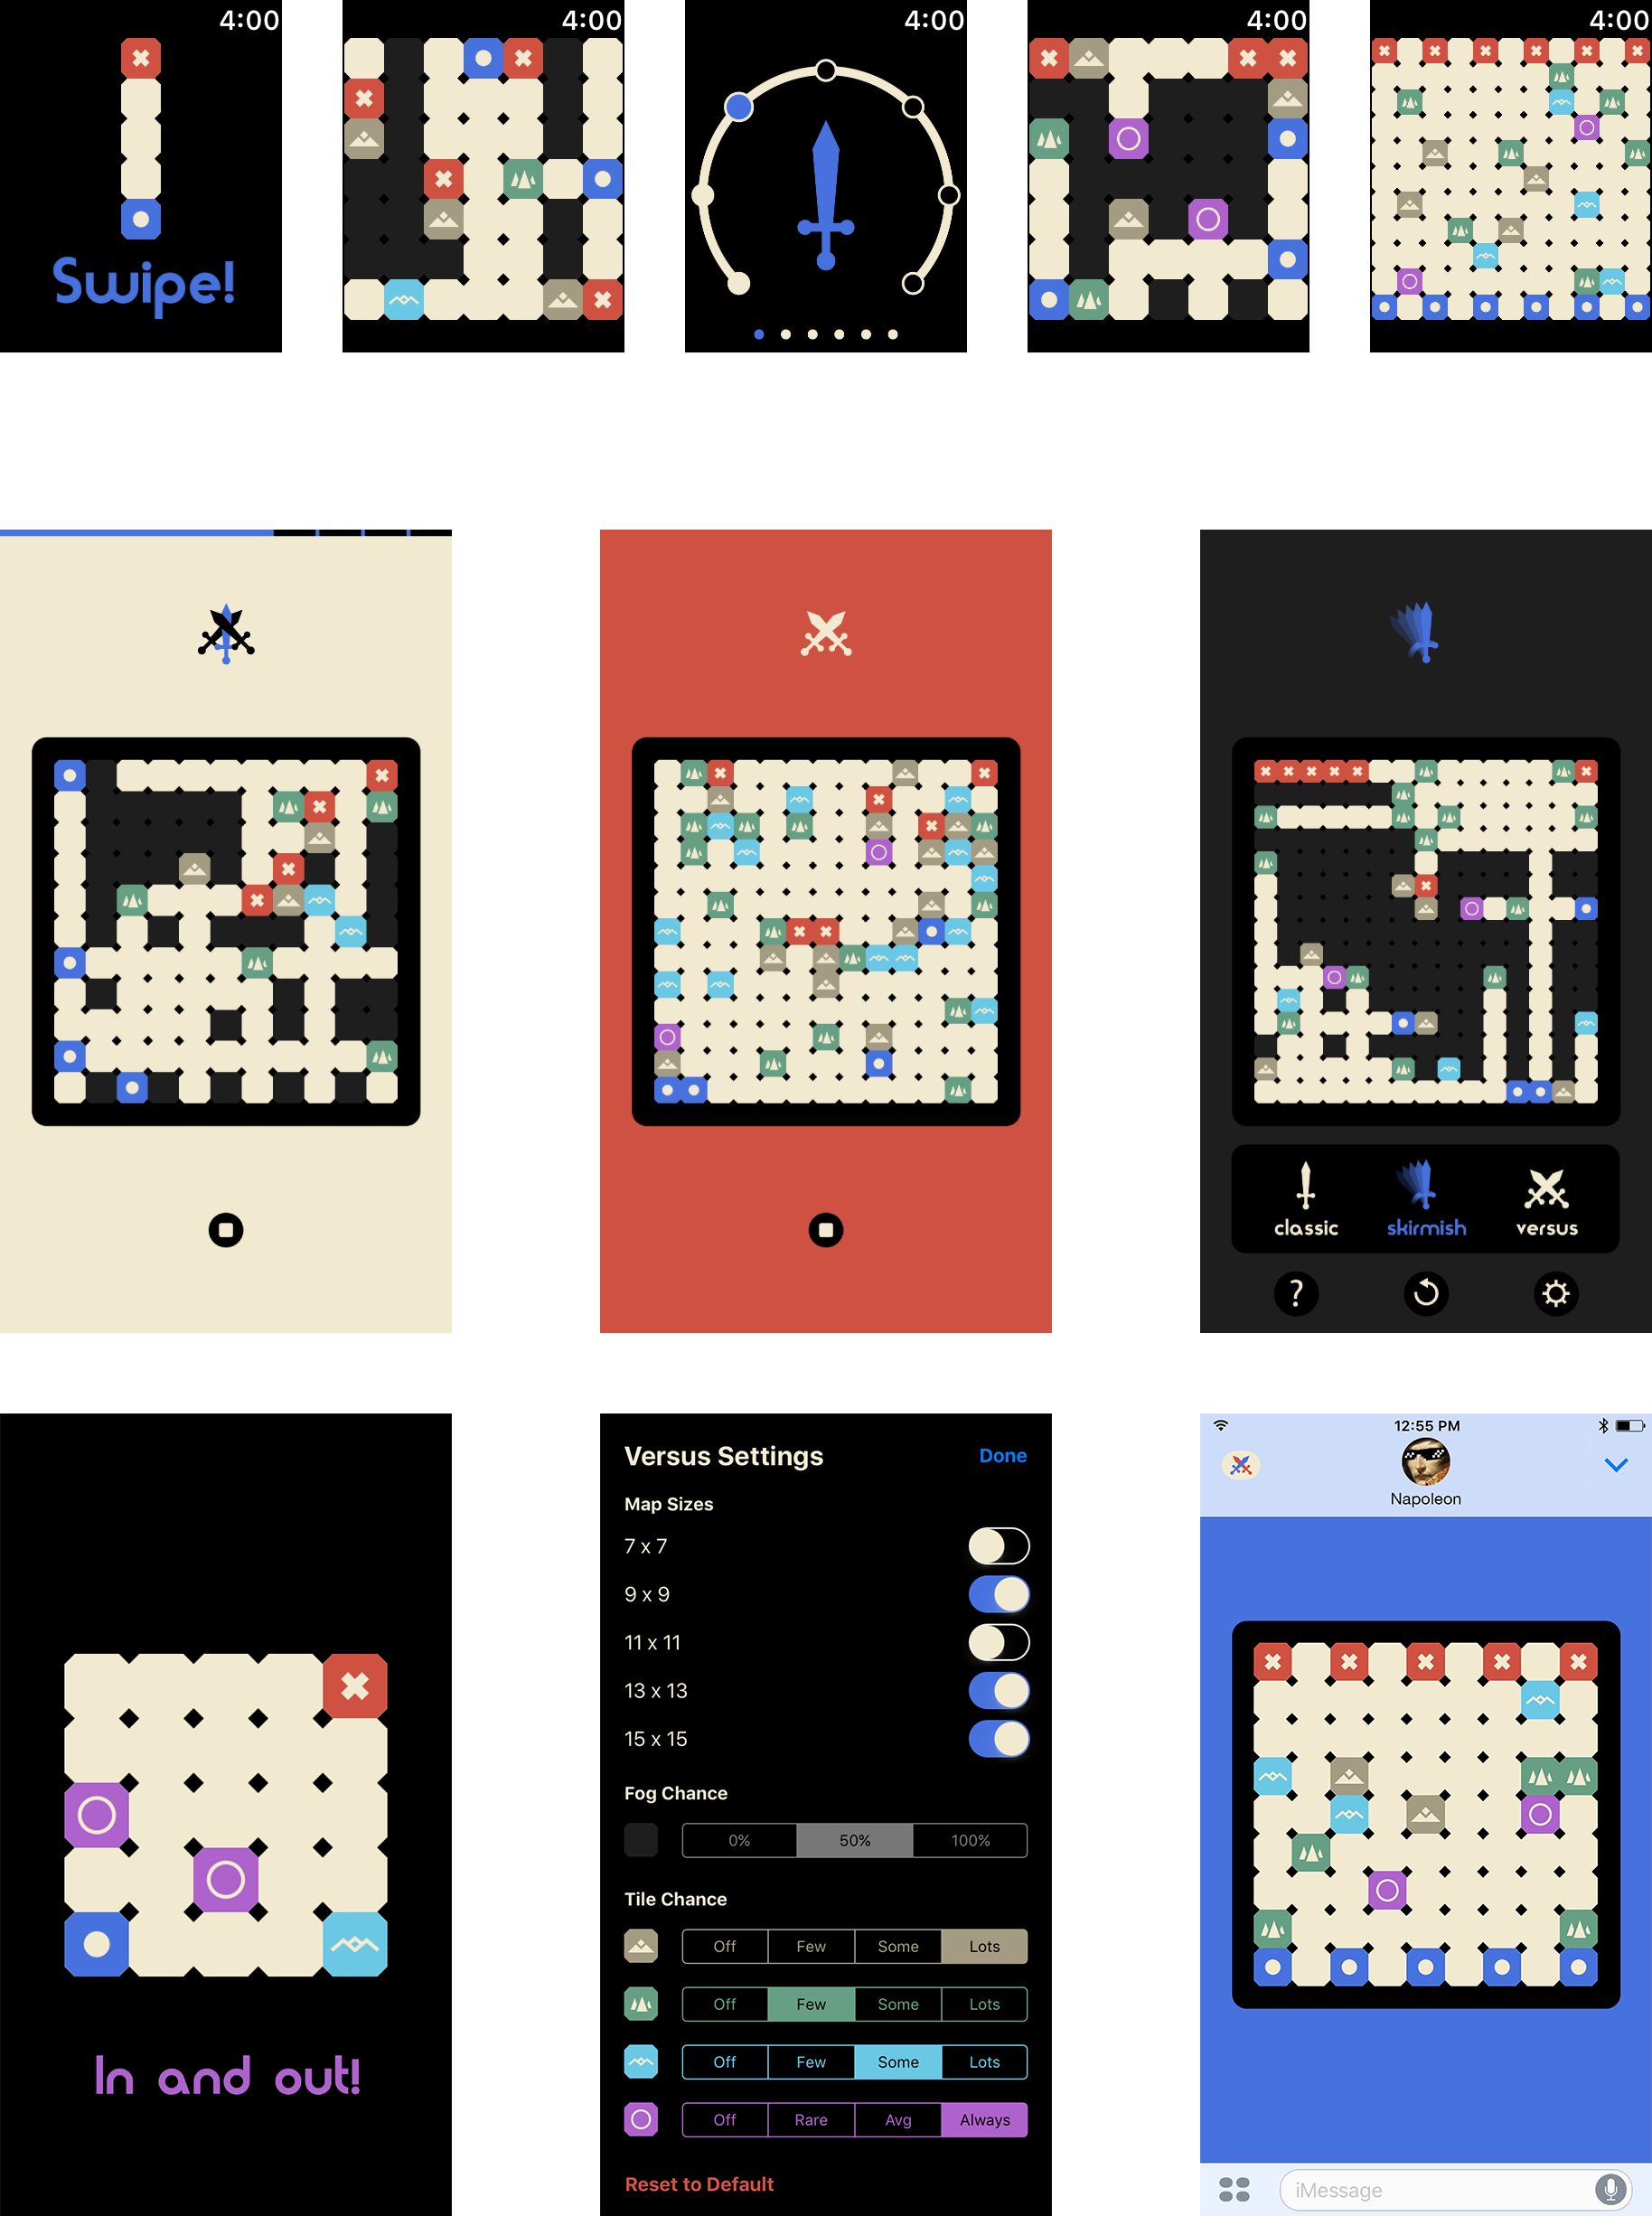 4:00
4:00
4:00
4:00
4:00
Swipe!
classic
skirmish
versus
?
In and out!
Versus Settings
Done
Map Sizes
7 x 7
9 x 9
11 x 11
13 x 13
15 x 15
Fog Chance
0%
50%
100%
Tile Chance
Off
Few
Some
Lots
Off
Few
Some
Lots
Off
Few
Some
Lots
Off
Rare
Avg
Always
Reset to Default
12:55 PM
Napoleon
iMessage